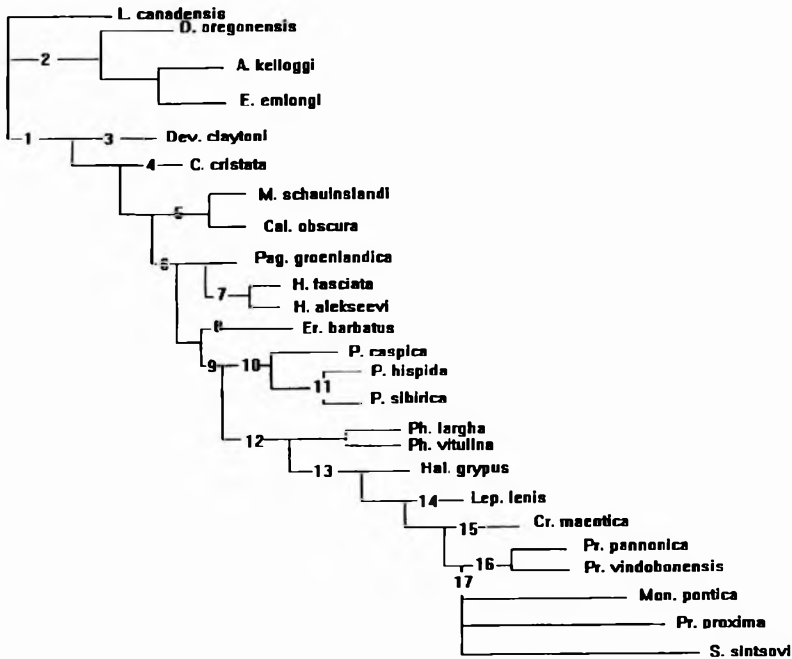 L. canadensis
D. oregonensis
2
A. kelloggi
E. emlongi
1 3 Dev. claytoni
4 C. cristata
M. schauinslandi
5
Cal. obscura
6 Pag. groenlandica
H. fasciata
7
H. alekseevi
8 Er. barbatus
P. caspica
9 10
P. hispida
11
P. sibirica
Ph. largha
12
Ph. vitulina
13 Hal. grypus
14 Lep. lenis
15 Cr. maeotica
Pr. pannonica
16
Pr. vindobonensis
17
Mon. pontica
Pr. proxima
S. sintsovi